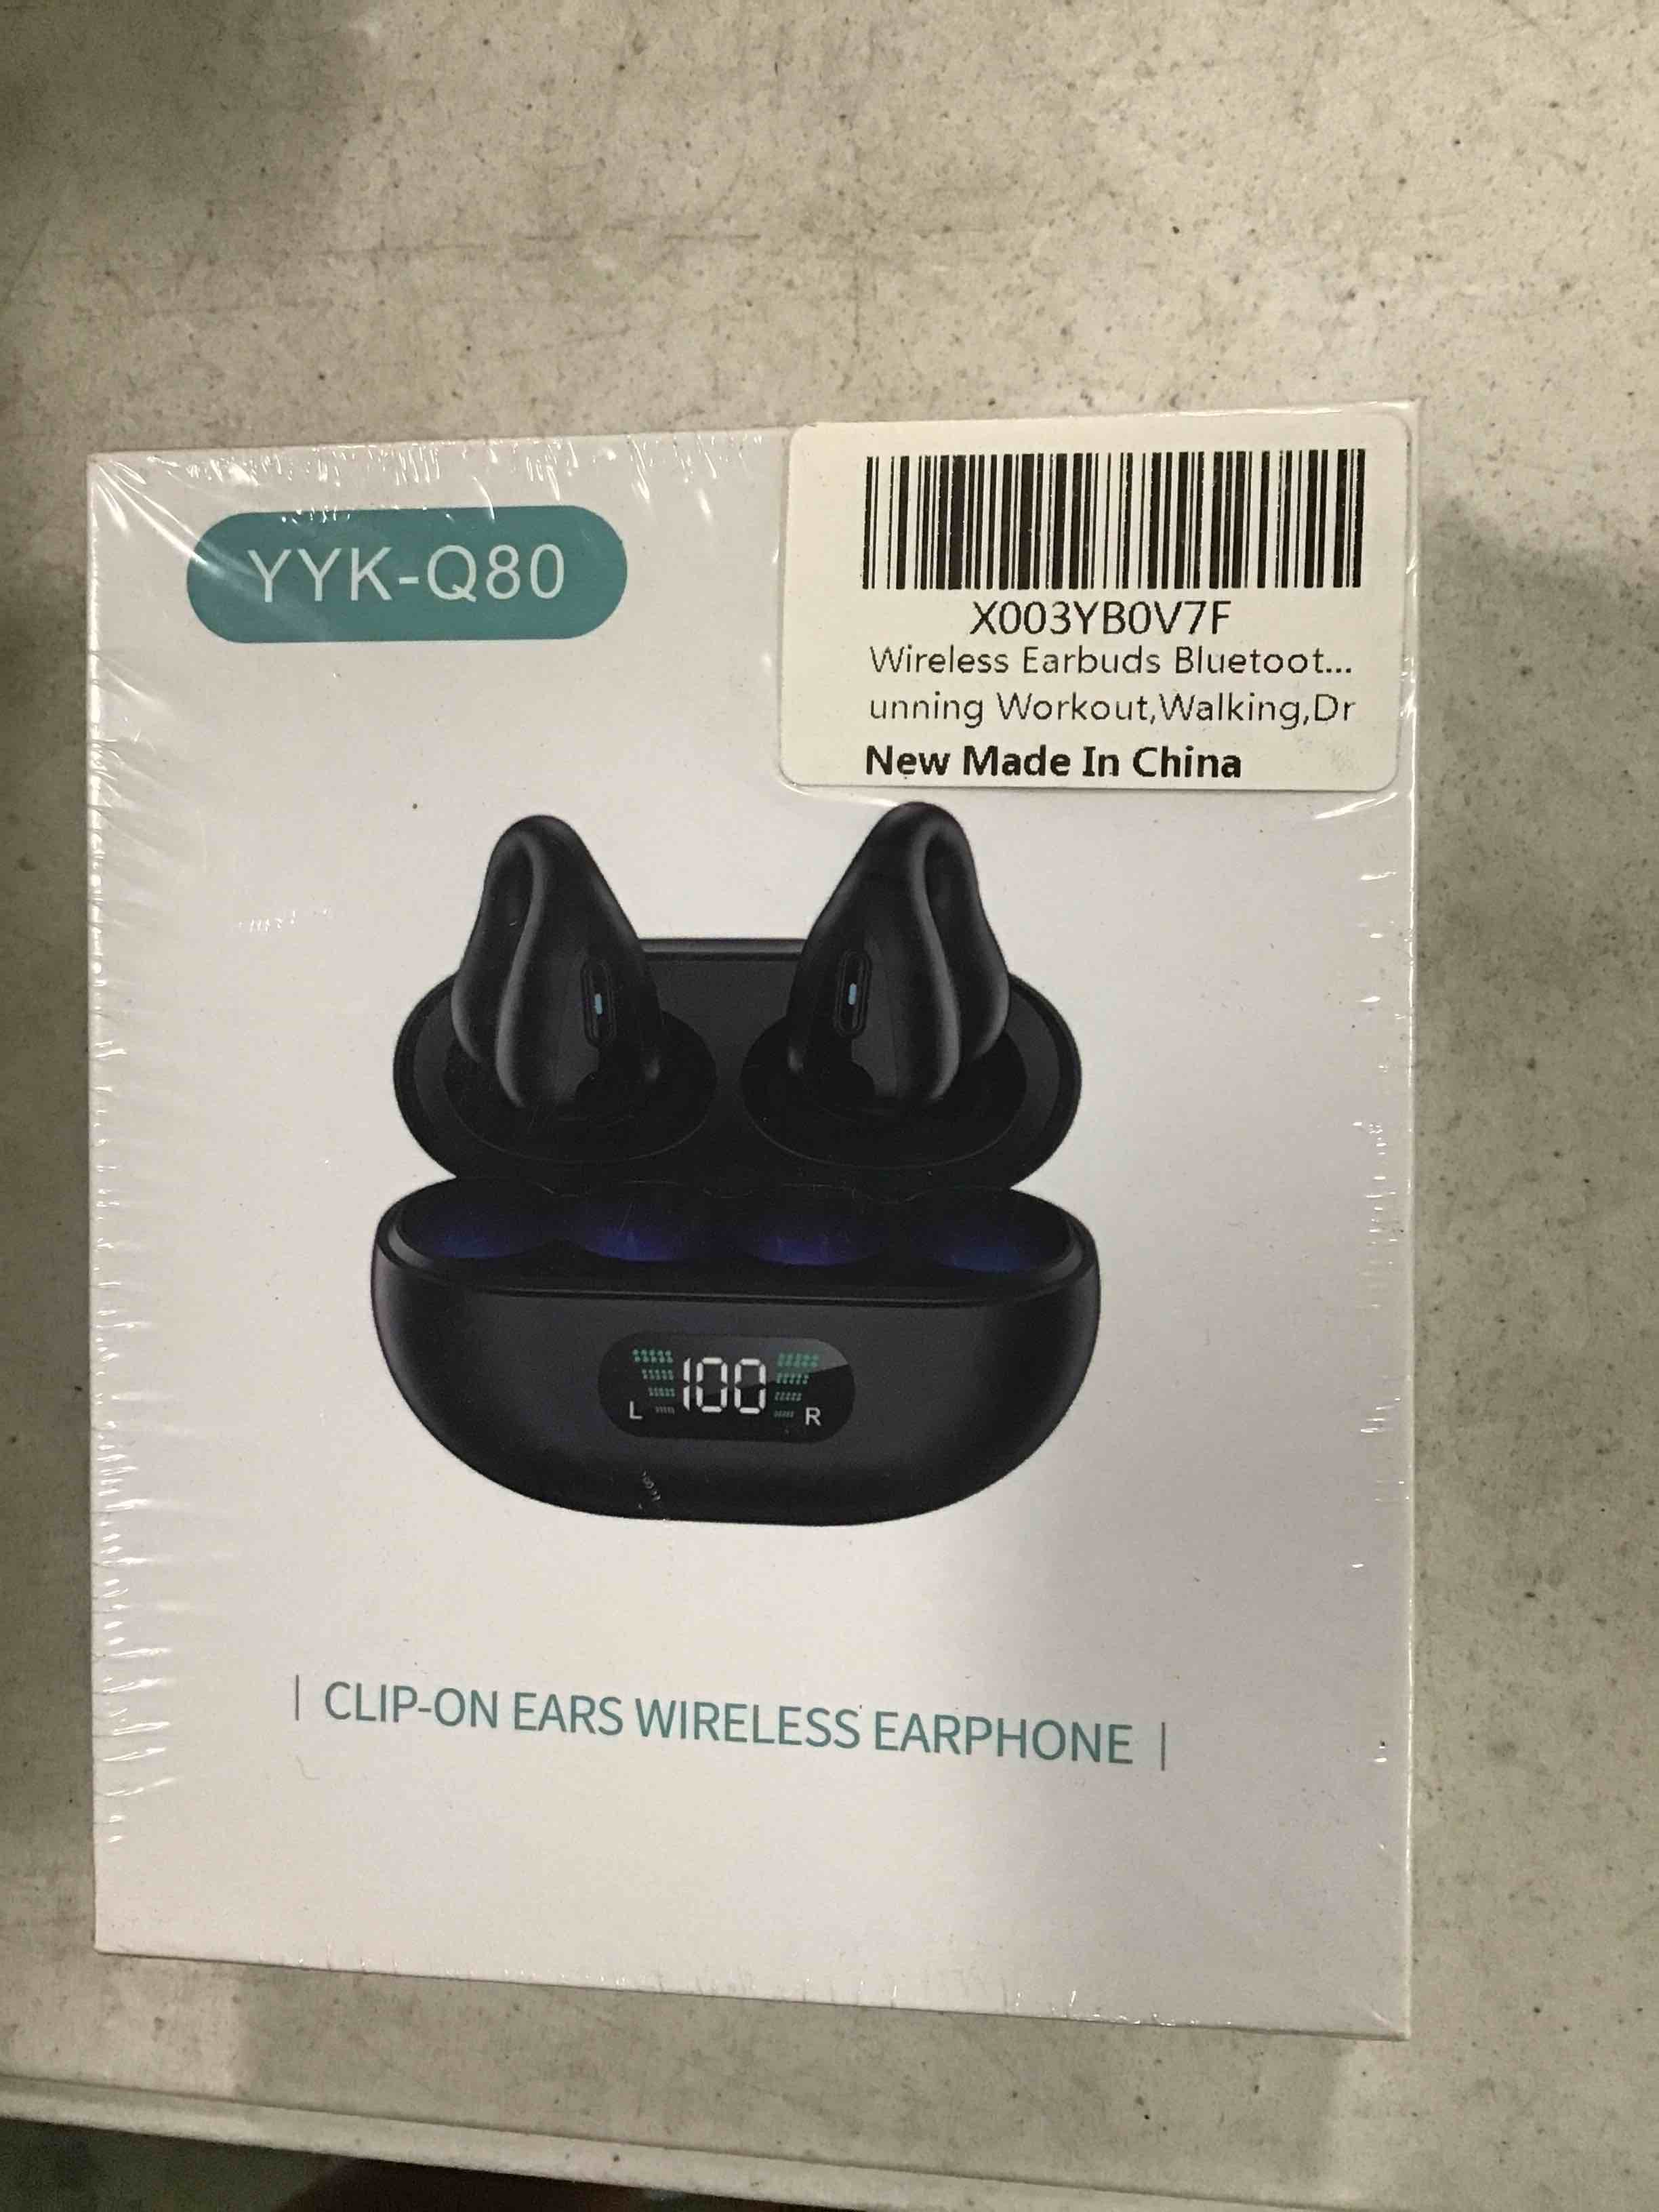 YYK-Q80
X003YB0V7F
Wireless Earbuds Bluetoot...
unning Workout,Walking,Dr
New Made In China
L 100 R
| CLIP-ON EARS WIRELESS EARPHONE |